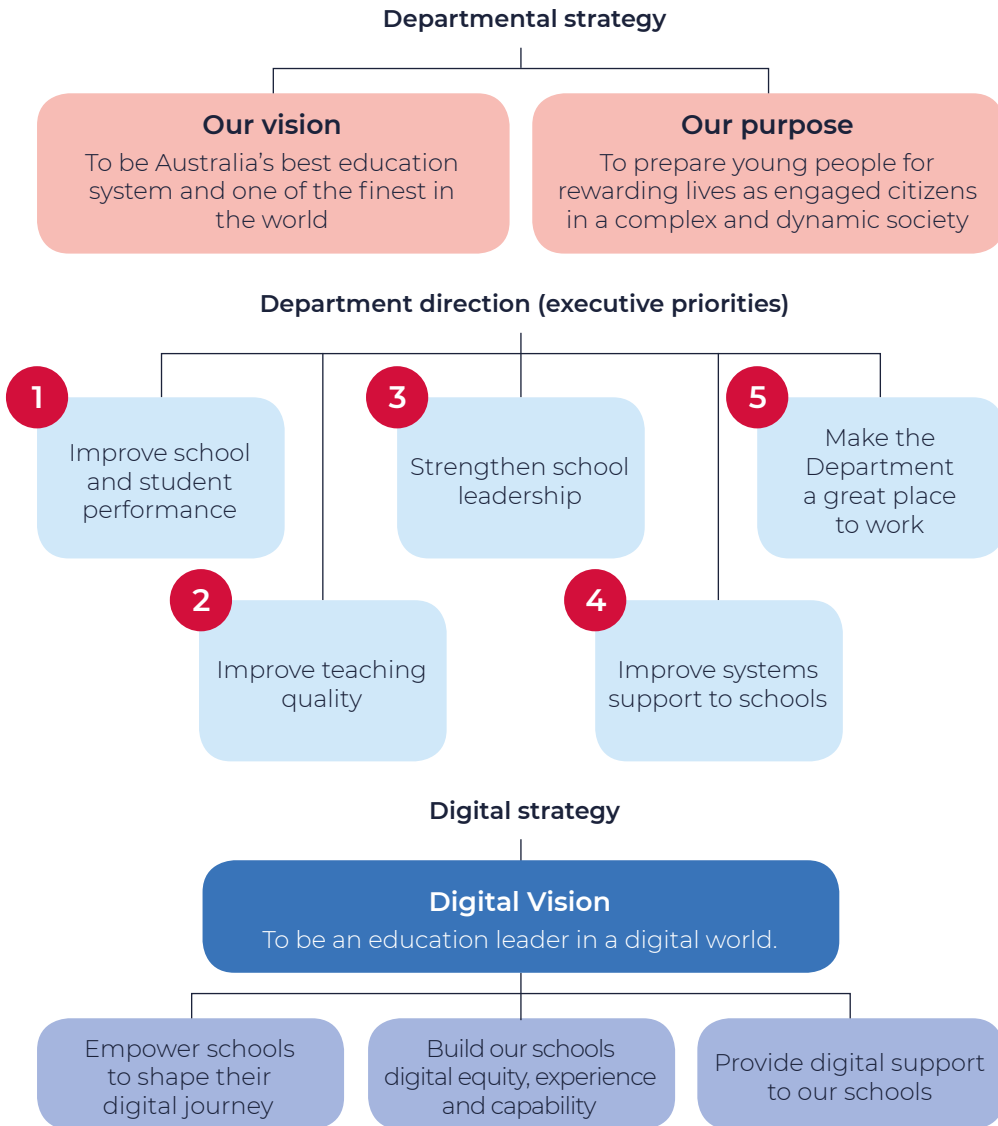 Departmental strategy
Our vision
To be Australia's best education
system and one of the finest in
the world
Our purpose
To prepare young people for
rewarding lives as engaged citizens
in a complex and dynamic society
Department direction (executive priorities)
1
Improve school
and student
performance
2
Improve teaching
quality
3
Strengthen school
leadership
4
Improve systems
support to schools
5
Make the
Department
a great place
to work
Digital strategy
Digital Vision
To be an education leader in a digital world.
Empower schools
to shape their
digital journey
Build our schools
digital equity, experience
and capability
Provide digital support
to our schools